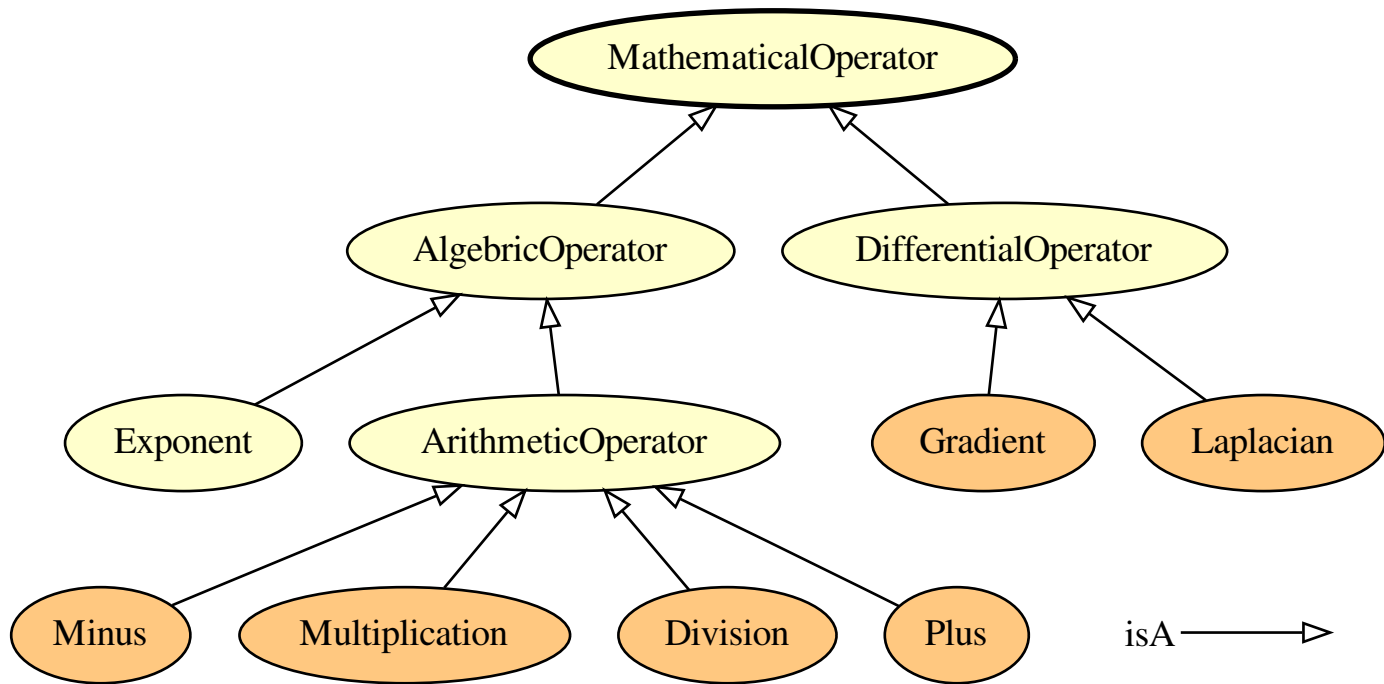 MathematicalOperator
AlgebricOperator
DifferentialOperator
Exponent
ArithmeticOperator
Gradient
Laplacian
Minus
Multiplication
Division
Plus
isA